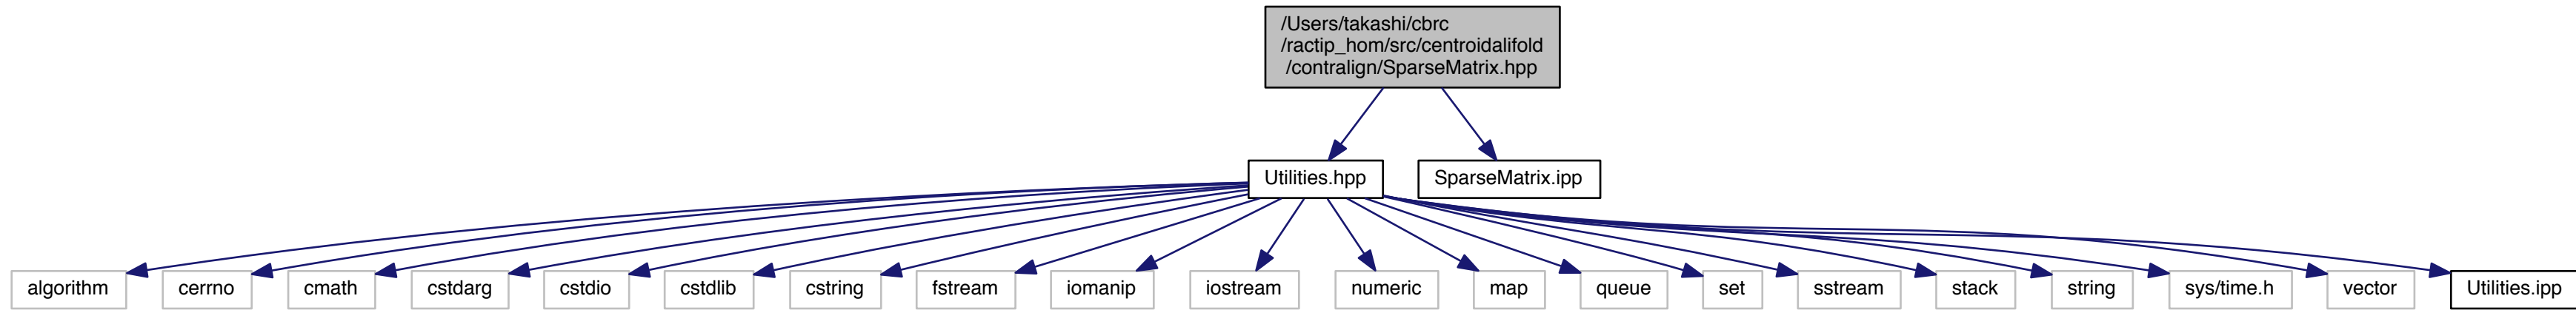 /Users/takashi/cbrc
/ractip_hom/src/centroidalifold
/contralign/SparseMatrix.hpp
Utilities.hpp
SparseMatrix.ipp
algorithm
cerrno
cmath
cstdarg
cstdio
cstdlib
cstring
fstream
iomanip
iostream
numeric
map
queue
set
sstream
stack
string
sys/time.h
vector
Utilities.ipp